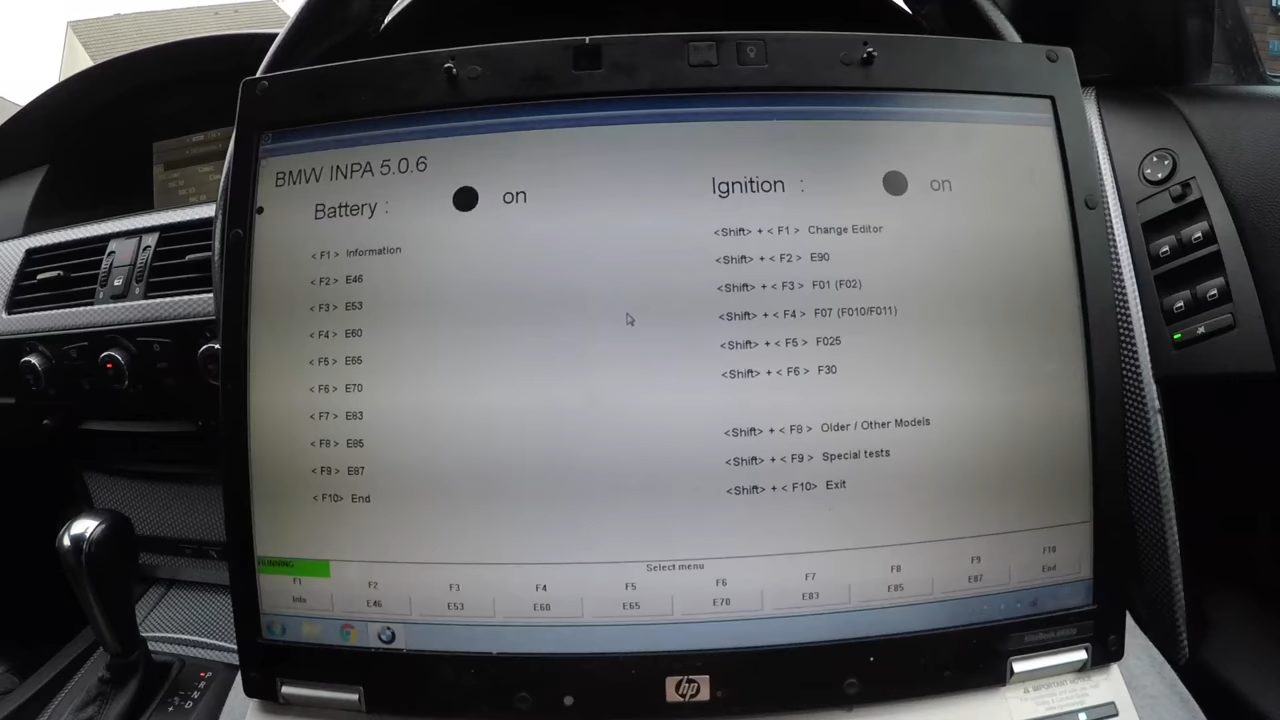 BMW INPA 5.0.6
Battery : on
Ignition : on
< F1 > Information
< F2 > E46
< F3 > E53
< F4 > E60
< F5 > E65
< F6 > E70
< F7 > E83
< F8 > E85
< F9 > E87
< F10> End
<Shift> + < F1 > Change Editor
<Shift> + < F2 > E90
<Shift> + < F3 > F01 (F02)
<Shift> + < F4 > F07 (F010/F011)
<Shift> + < F5 > F025
<Shift> + < F6 > F30
<Shift> + < F8 > Older / Other Models
<Shift> + < F9 > Special tests
<Shift> + < F10> Exit
RUNNING
Select menu
F1 F2 F3 F4 F5 F6 F7 F8 F9 F10
Info E46 E53 E60 E65 E70 E83 E85 E87 End
hp
IMPORTANT NOTICE
P
R
N
D